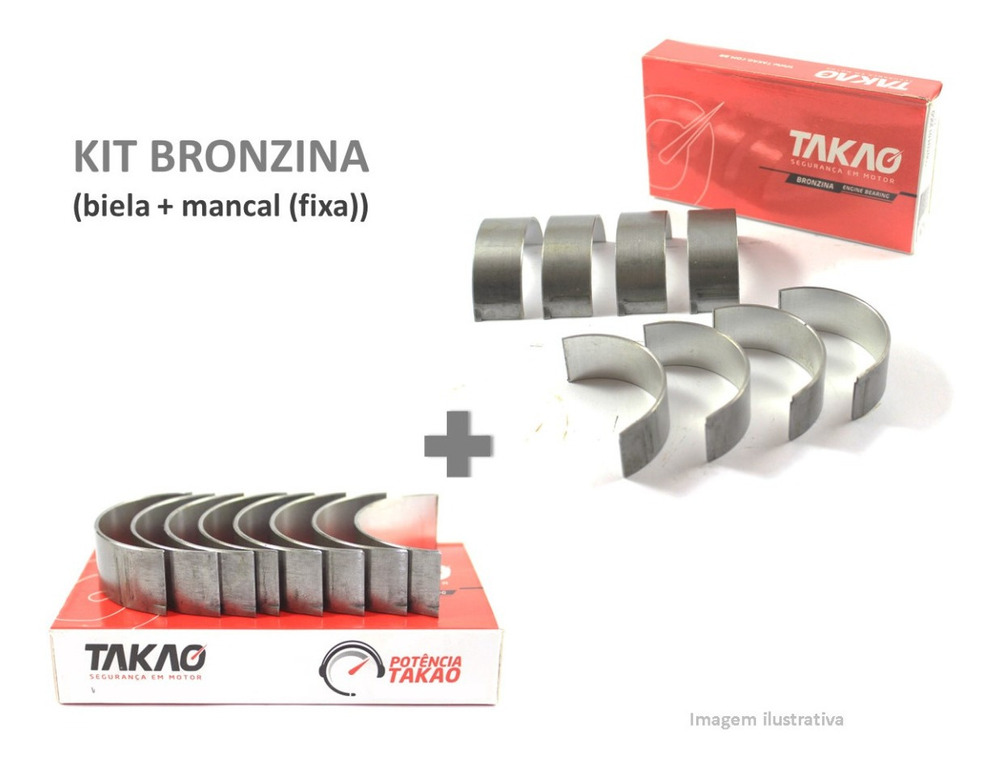 KIT BRONZINA
(biela + mancal (fixa))
TAKAO
TAKAO
SEGURANÇA EM MOTOR
BRONZINA ENGINE BEARING
TAKAO
SEGURANÇA EM MOTOR
POTÊNCIA
TAKAO
Imagem ilustrativa